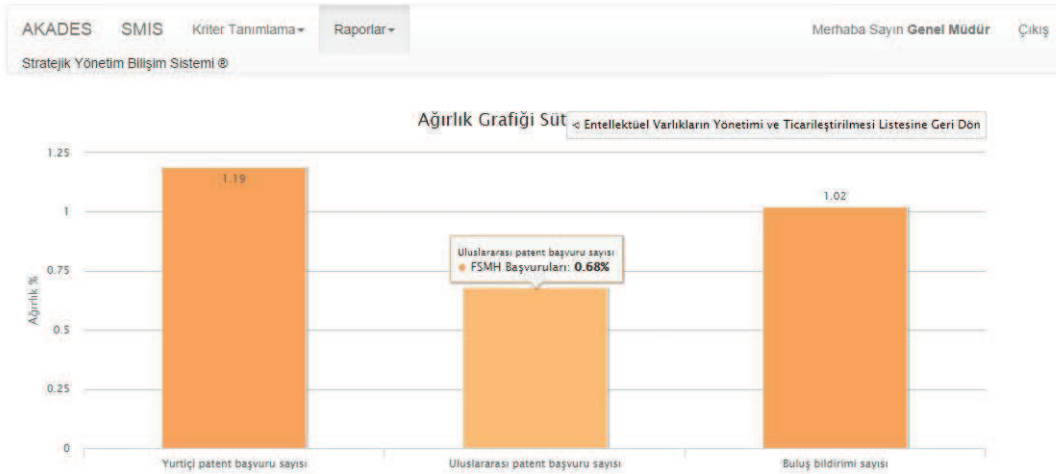 AKADES SMIS Kriter Tanımlama Raporlar Merhaba Sayın Genel Müdür Çıkış
Stratejik Yönetim Bilişim Sistemi ®
Ağırlık Grafiği Süt
< Entellektüel Varlıkların Yönetimi ve Ticarileştirilmesi Listesine Geri Dön
1.25
1
0.75
0.5
0.25
0
Ağırlık %
1.19
Uluslararası patent başvuru sayısı
FSMH Başvuruları: 0.68%
1.02
Yurtiçi patent başvuru sayısı
Uluslararası patent başvuru sayısı
Buluş bildirimi sayısı